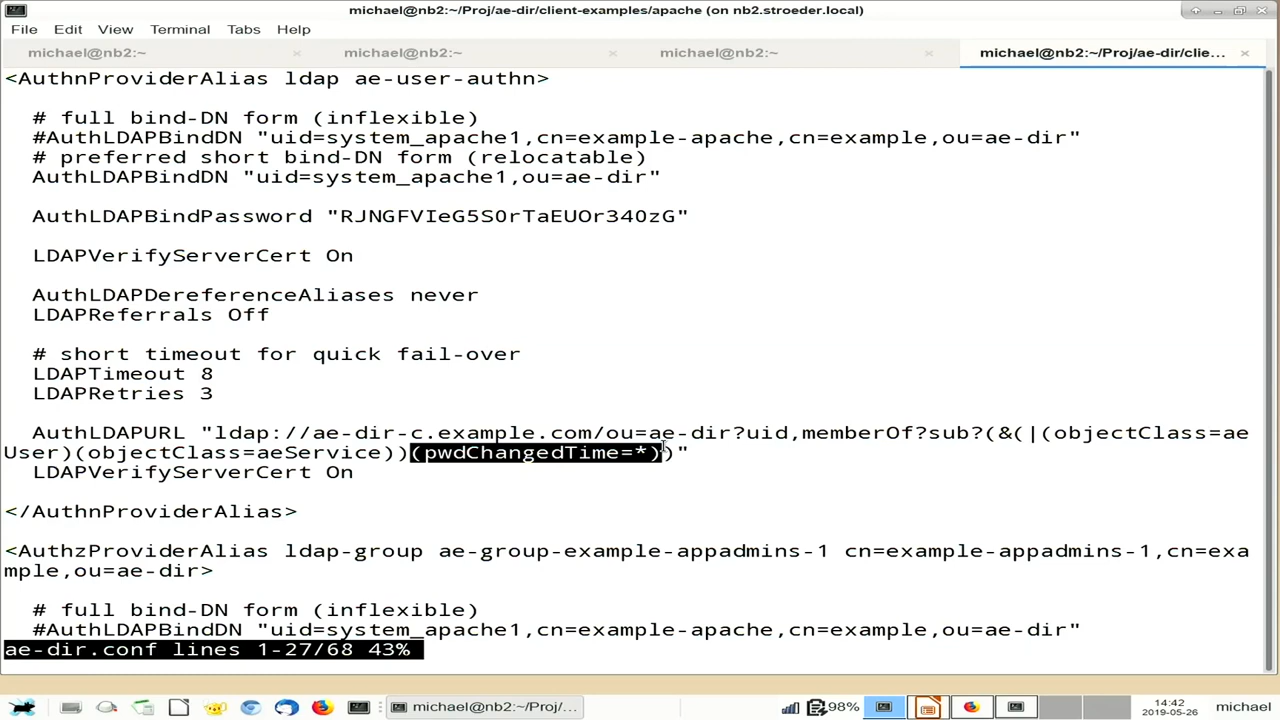 michael@nb2:~/Proj/ae-dir/client-examples/apache (on nb2.stroeder.local)
File Edit View Terminal Tabs Help
michael@nb2:~ × michael@nb2:~ × michael@nb2:~ × michael@nb2:~/Proj/ae-dir/clie... ×
<AuthnProviderAlias ldap ae-user-authn>
# full bind-DN form (inflexible)
#AuthLDAPBindDN "uid=system_apache1,cn=example-apache,cn=example,ou=ae-dir"
# preferred short bind-DN form (relocatable)
AuthLDAPBindDN "uid=system_apache1,ou=ae-dir"
AuthLDAPBindPassword "RJNGFVIeG5S0rTaEUOr340zG"
LDAPVerifyServerCert On
AuthLDAPDereferenceAliases never
LDAPReferrals Off
# short timeout for quick fail-over
LDAPTimeout 8
LDAPRetries 3
AuthLDAPURL "ldap://ae-dir-c.example.com/ou=ae-dir?uid,memberOf?sub?(&(|(objectClass=ae
User)(objectClass=aeService))(pwdChangedTime=*))"
LDAPVerifyServerCert On
</AuthnProviderAlias>
<AuthzProviderAlias ldap-group ae-group-example-appadmins-1 cn=example-appadmins-1,cn=exa
mple,ou=ae-dir>
# full bind-DN form (inflexible)
#AuthLDAPBindDN "uid=system_apache1,cn=example-apache,cn=example,ou=ae-dir"
ae-dir.conf lines 1-27/68 43%
michael@nb2:~/Proj/... 98% 14:42 michael
2019-05-26